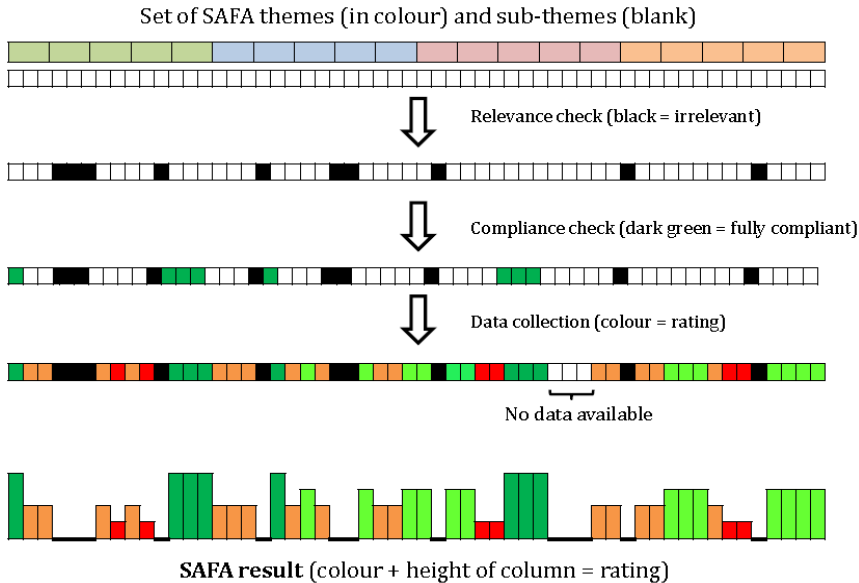 Set of SAFA themes (in colour) and sub-themes (blank)
Relevance check (black = irrelevant)
Compliance check (dark green = fully compliant)
Data collection (colour = rating)
No data available
SAFA result (colour + height of column = rating)